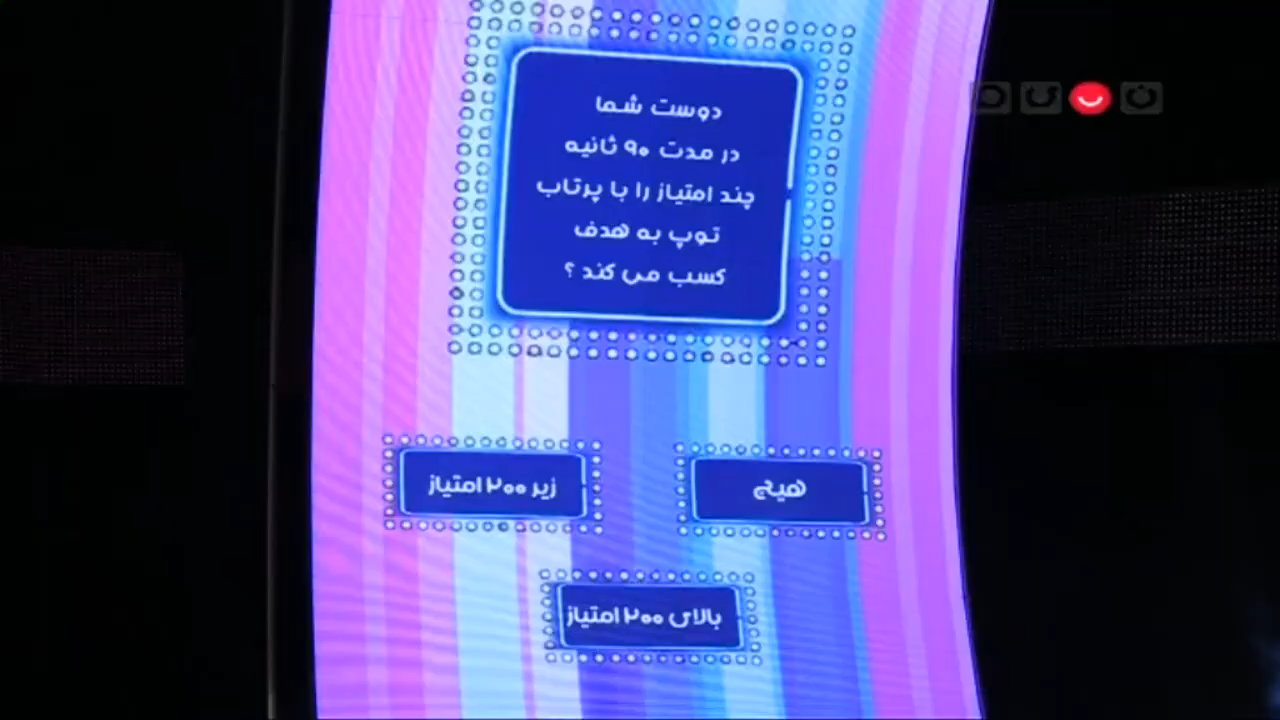 دوست شما
در مدت ۹۰ ثانیه
چند امتیاز را با پرتاب
توپ به هدف
کسب می کند ؟
هیچ
زیر ۲۰۰ امتیاز
بالای ۲۰۰ امتیاز